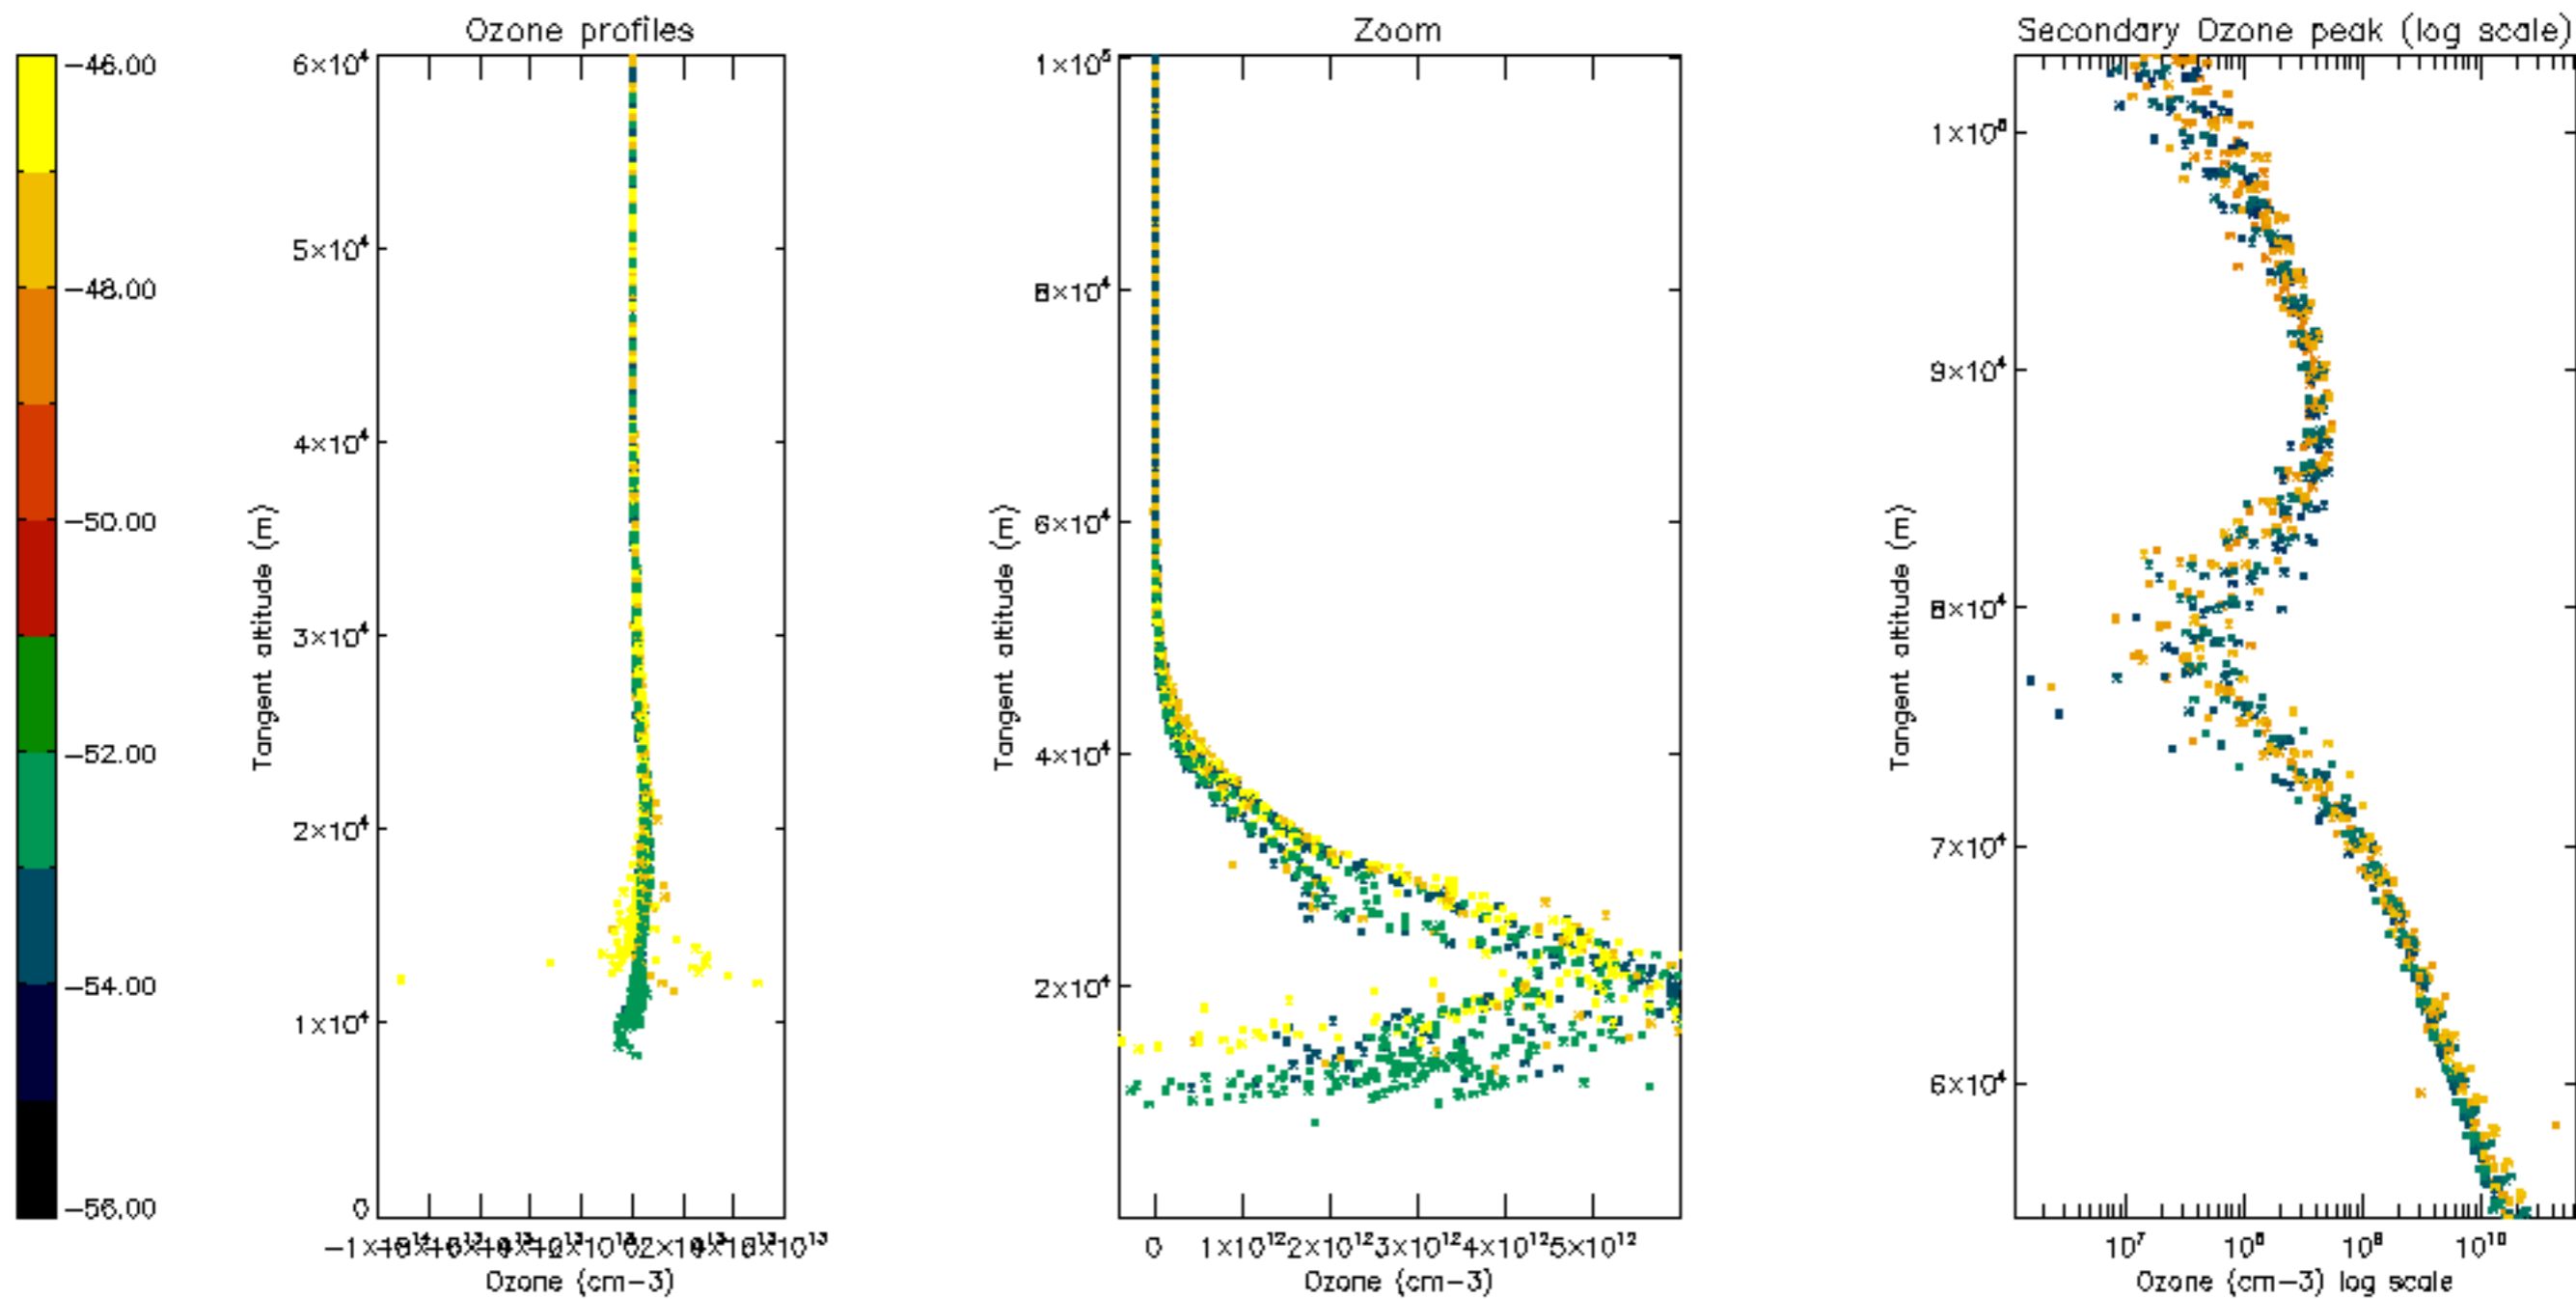 Ozone profiles
Zoom
Secondary Ozone peak (log scale)
−46.00
−48.00
−50.00
−52.00
−54.00
−56.00
6×10⁴
5×10⁴
4×10⁴
3×10⁴
2×10⁴
1×10⁴
0
Tangent altitude (m)
Ozone (cm−3)
1×10⁵
8×10⁴
6×10⁴
4×10⁴
2×10⁴
Tangent altitude (m)
0 1×10¹² 2×10¹² 3×10¹² 4×10¹² 5×10¹²
Ozone (cm−3)
1×10⁵
9×10⁴
8×10⁴
7×10⁴
6×10⁴
Tangent altitude (m)
10⁷ 10⁸ 10⁹ 10¹⁰
Ozone (cm−3) log scale